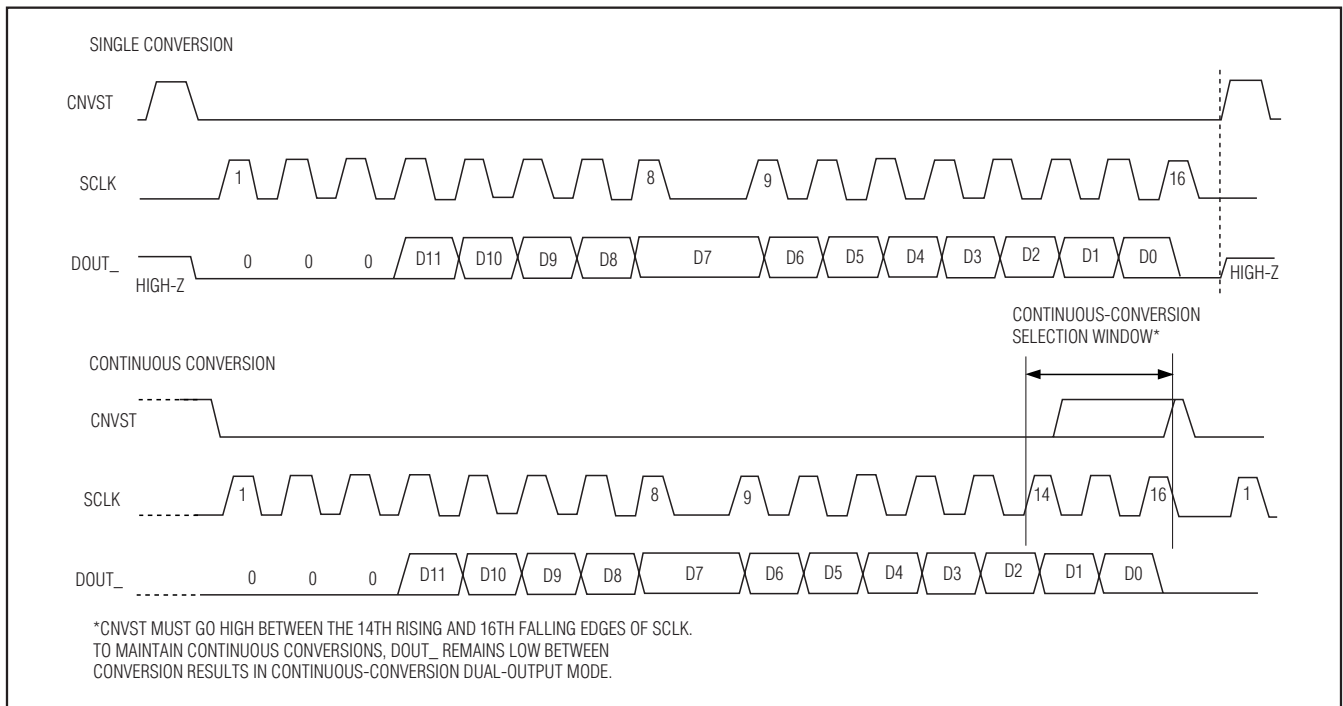 SINGLE CONVERSION
CNVST
SCLK
1
8
9
16
DOUT_
HIGH-Z
0
0
0
D11
D10
D9
D8
D7
D6
D5
D4
D3
D2
D1
D0
HIGH-Z
CONTINUOUS-CONVERSION
SELECTION WINDOW*
CONTINUOUS CONVERSION
CNVST
SCLK
1
8
9
14
16
1
DOUT_
0
0
0
D11
D10
D9
D8
D7
D6
D5
D4
D3
D2
D1
D0
*CNVST MUST GO HIGH BETWEEN THE 14TH RISING AND 16TH FALLING EDGES OF SCLK.
TO MAINTAIN CONTINUOUS CONVERSIONS, DOUT_ REMAINS LOW BETWEEN
CONVERSION RESULTS IN CONTINUOUS-CONVERSION DUAL-OUTPUT MODE.